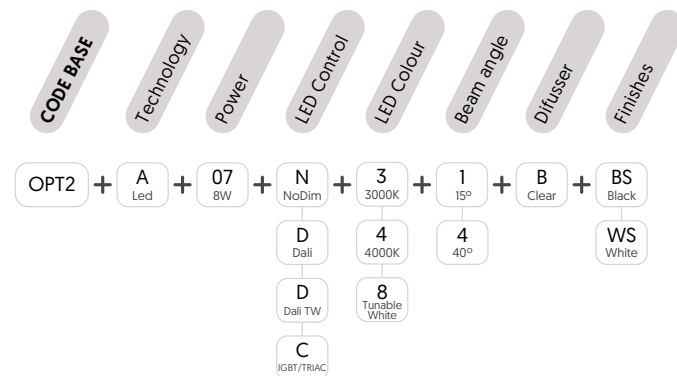 CODE BASE
Technology
Power
LED Control
LED Colour
Beam angle
Difusser
Finishes
OPT2 + A + 07 + N + 3 + 1 + B + BS
Led 8W NoDim 3000K 15º Clear Black
D 4 4 WS
Dali 4000K 40º White
D 8
Dali TW Tunable
White
C
IGBT/TRIAC